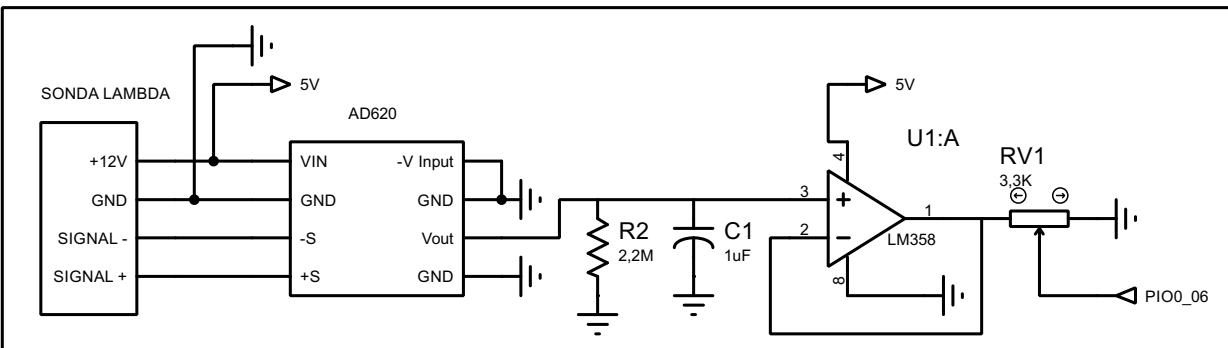 SONDA LAMBDA
+12V
GND
SIGNAL -
SIGNAL +
5V
AD620
VIN
GND
-S
+S
-V Input
GND
Vout
GND
R2
2,2M
C1
1uF
5V
U1:A
3
2
1
4
8
LM358
RV1
3,3K
PIO0_06